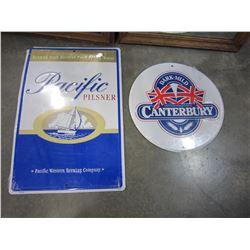 Pacific
PILSNER
Pacific Western Brewing Company
DARK·MILD
CANTERBURY